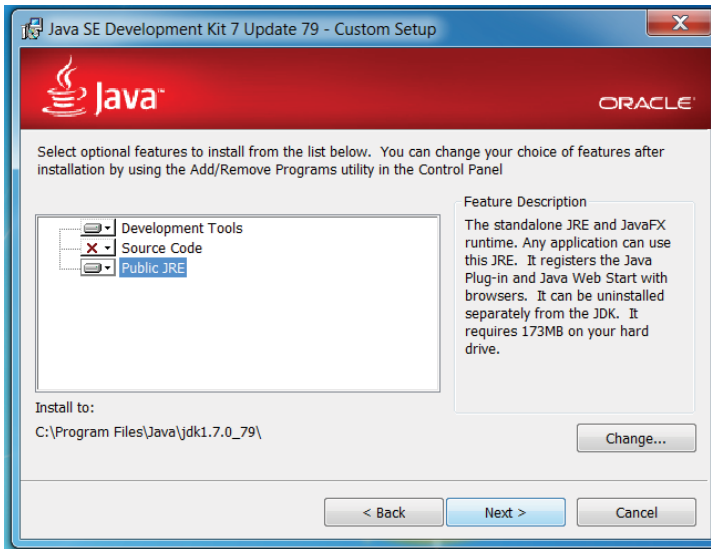 Java SE Development Kit 7 Update 79 - Custom Setup
Java™
ORACLE®
Select optional features to install from the list below. You can change your choice of features after
installation by using the Add/Remove Programs utility in the Control Panel
Development Tools
Source Code
Public JRE
Feature Description
The standalone JRE and JavaFX
runtime. Any application can use
this JRE. It registers the Java
Plug-in and Java Web Start with
browsers. It can be uninstalled
separately from the JDK. It
requires 173MB on your hard
drive.
Install to:
C:\Program Files\Java\jdk1.7.0_79\
Change...
< Back
Next >
Cancel